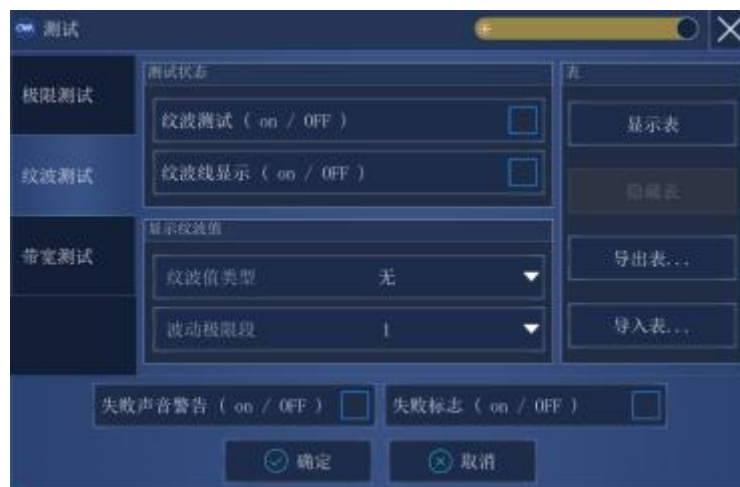 测试
极限测试
纹波测试
带宽测试
测试状态
纹波测试 ( on / OFF )
纹波线显示 ( on / OFF )
显示纹波值
纹波值类型 无
波动极限段 1
表
显示表
隐藏表
导出表...
导入表...
失败声音警告 ( on / OFF )
失败标志 ( on / OFF )
确定
取消